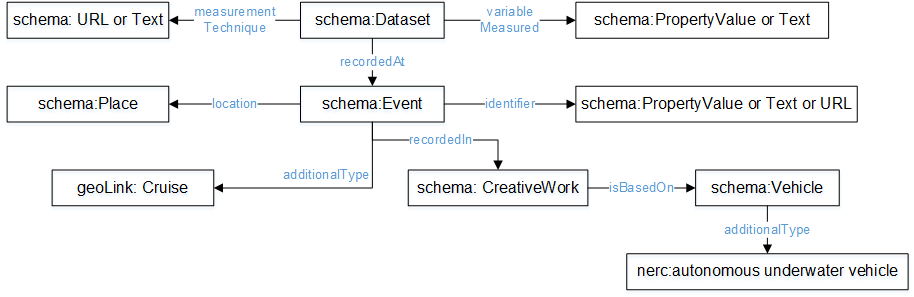 schema: URL or Text
measurement
Technique
schema:Dataset
variable
Measured
schema:PropertyValue or Text
recordedAt
schema:Place
location
schema:Event
identifier
schema:PropertyValue or Text or URL
recordedIn
additionalType
geoLink: Cruise
schema: CreativeWork
isBasedOn
schema:Vehicle
additionalType
nerc:autonomous underwater vehicle